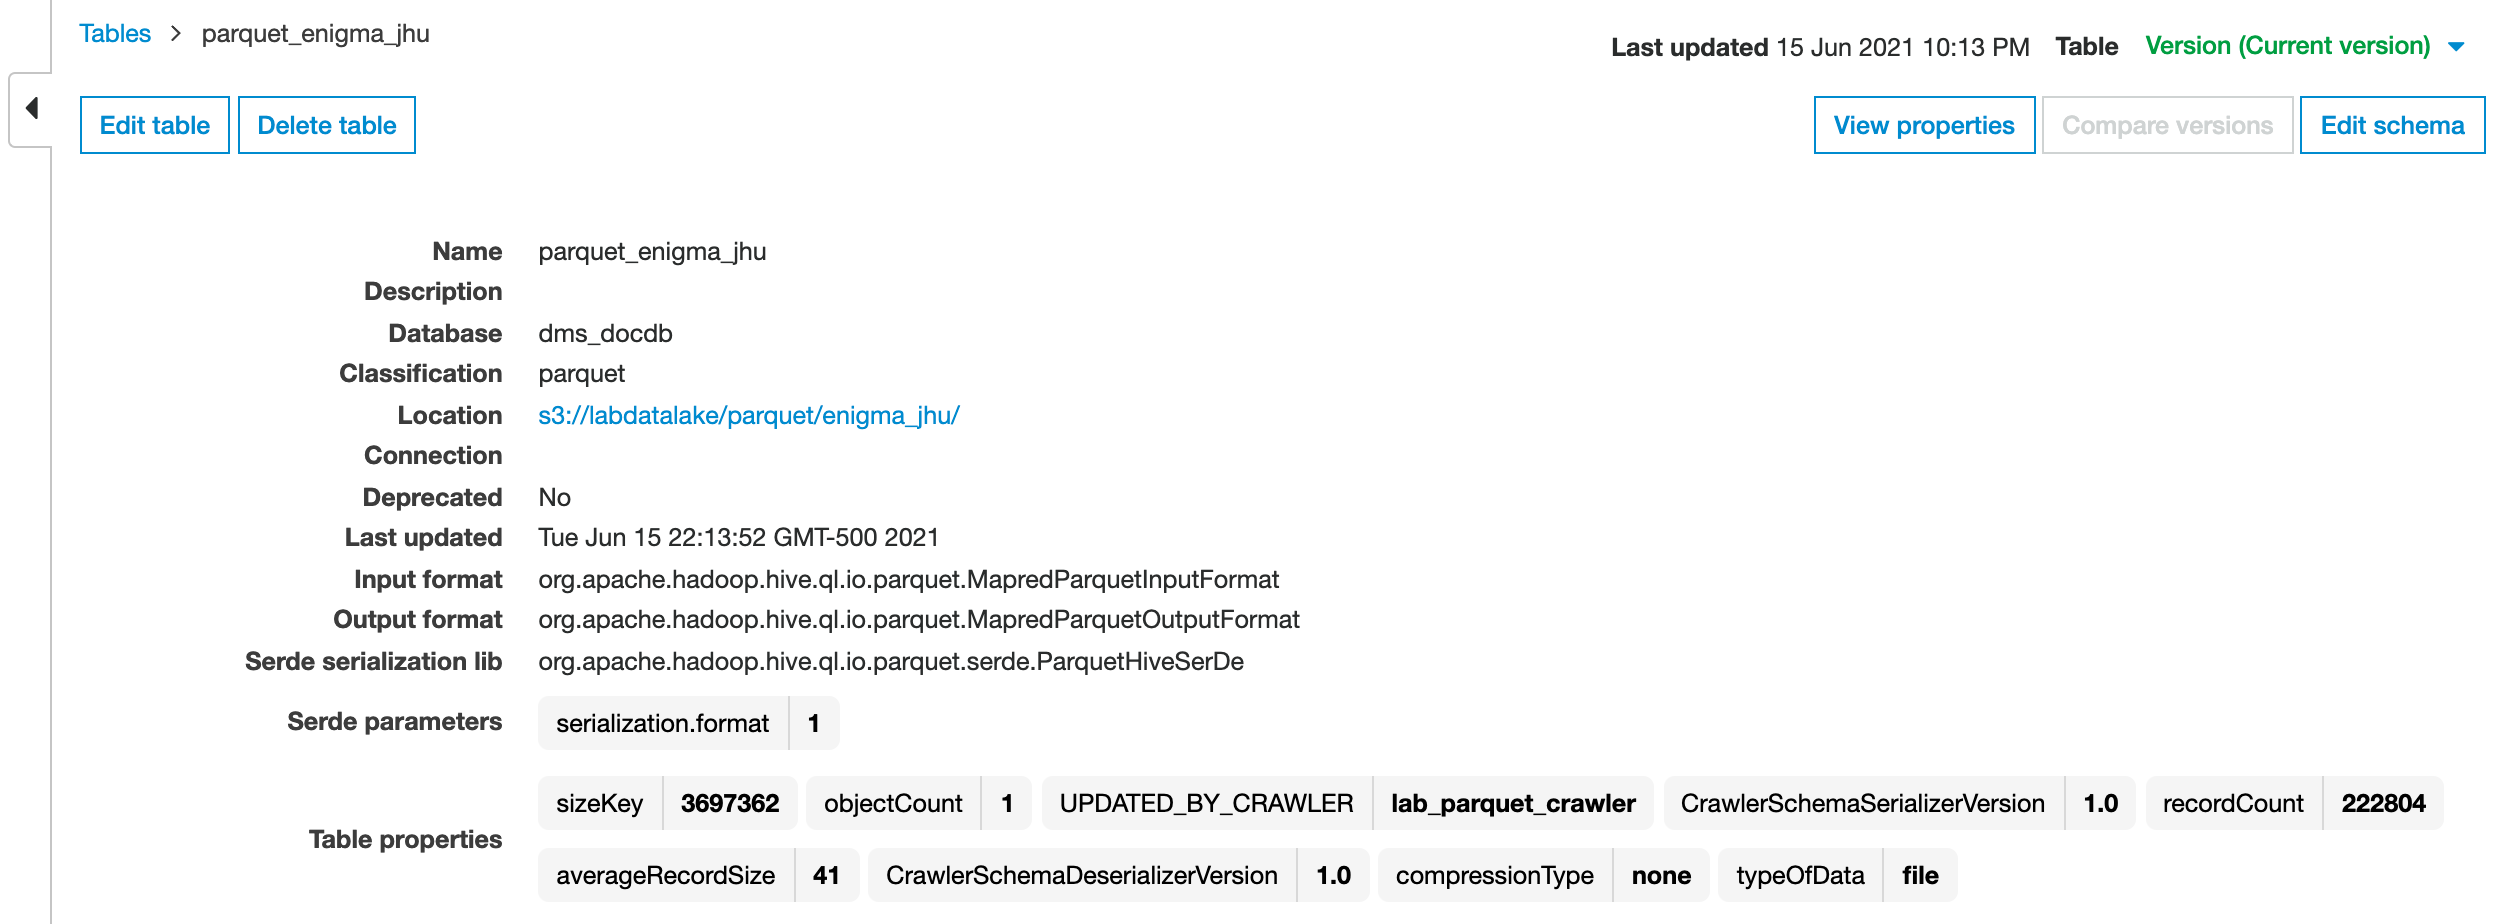 Tables > parquet_enigma_jhu
Last updated 15 Jun 2021 10:13 PM Table Version (Current version)
Edit table Delete table View properties Compare versions Edit schema
Name parquet_enigma_jhu
Description
Database dms_docdb
Classification parquet
Location s3://labdatalake/parquet/enigma_jhu/
Connection
Deprecated No
Last updated Tue Jun 15 22:13:52 GMT-500 2021
Input format org.apache.hadoop.hive.ql.io.parquet.MapredParquetInputFormat
Output format org.apache.hadoop.hive.ql.io.parquet.MapredParquetOutputFormat
Serde serialization lib org.apache.hadoop.hive.ql.io.parquet.serde.ParquetHiveSerDe
Serde parameters serialization.format 1
Table properties
sizeKey 3697362 objectCount 1 UPDATED_BY_CRAWLER lab_parquet_crawler CrawlerSchemaSerializerVersion 1.0 recordCount 222804
averageRecordSize 41 CrawlerSchemaDeserializerVersion 1.0 compressionType none typeOfData file